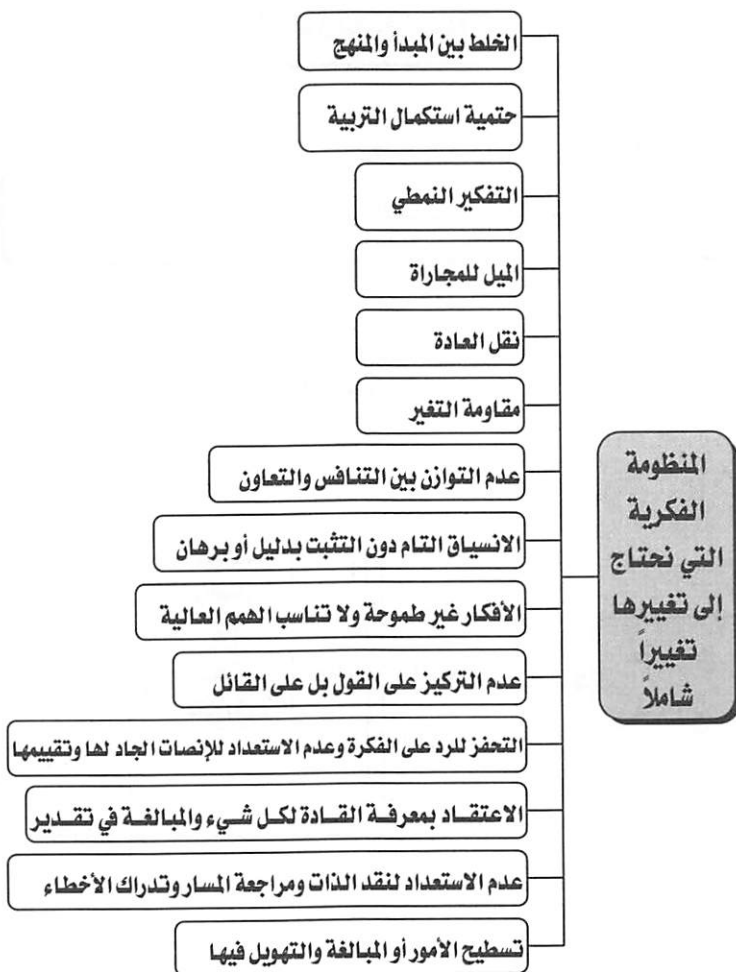 المنظومة
الفكرية
التي نحتاج
إلى تغييرها
تغييراً
شاملاً
الخلط بين المبدأ والمنهج
حتمية استكمال التربية
التفكير النمطي
الميل للمجاراة
نقل العادة
مقاومة التغير
عدم التوازن بين التنافس والتعاون
الانسياق التام دون التثبت بدليل أو برهان
الأفكار غير طموحة ولا تناسب الهمم العالية
عدم التركيز على القول بل على القائل
التحفز للرد على الفكرة وعدم الاستعداد للإنصات الجاد لها وتقييمها
الاعتقاد بمعرفة القادة لكل شيء والمبالغة في تقدير
عدم الاستعداد لنقد الذات ومراجعة المسار وتدراك الأخطاء
تسطيح الأمور أو المبالغة والتهويل فيها